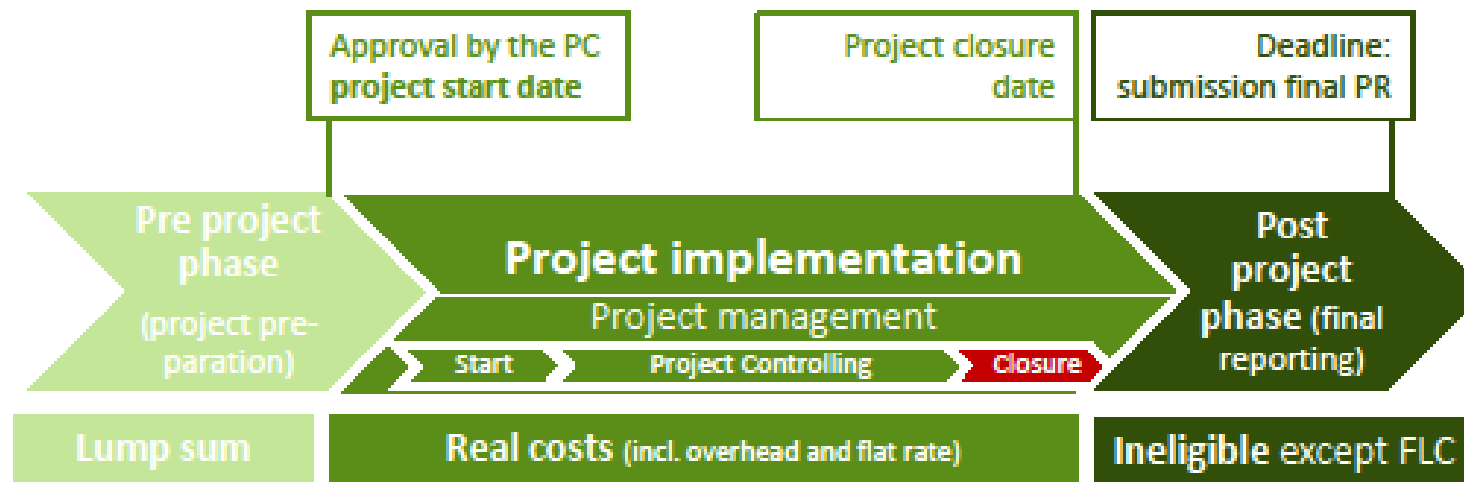 Approval by the PC
project start date
Project closure
date
Deadline:
submission final PR
Pre project
phase
(project pre-
paration)
Project implementation
Project management
Start
Project Controlling
Closure
Post
project
phase (final
reporting)
Lump sum
Real costs (incl. overhead and flat rate)
Ineligible except FLC